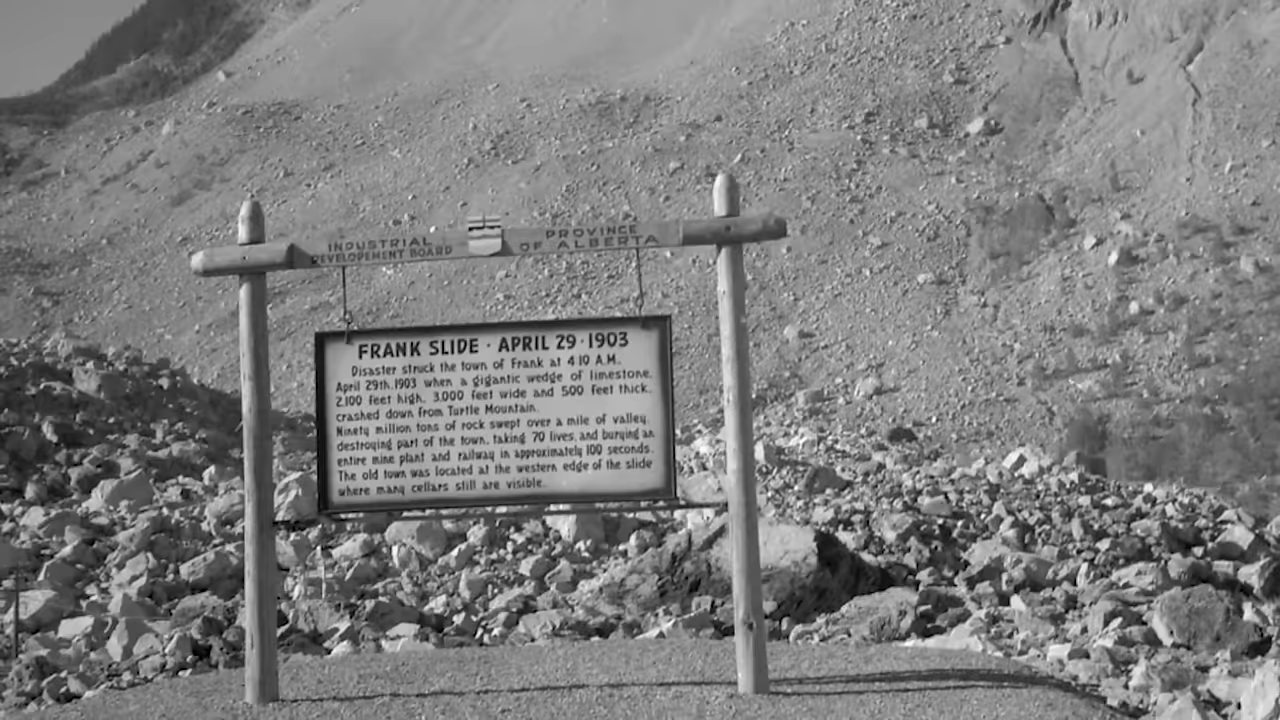 INDUSTRIAL
DEVELOPEMENT BOARD
PROVINCE
OF ALBERTA
FRANK SLIDE · APRIL 29 · 1903
Disaster struck the town of Frank at 4·10 A.M.
April 29th, 1903 when a gigantic wedge of limestone,
2,100 feet high, 3,000 feet wide and 500 feet thick,
crashed down from Turtle Mountain.
Ninety million tons of rock swept over a mile of valley,
destroying part of the town, taking 70 lives, and burying an
entire mine plant and railway in approximately 100 seconds.
The old town was located at the western edge of the slide
where many cellars still are visible.